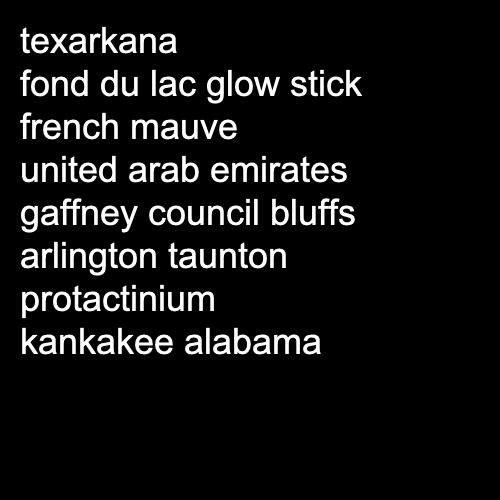 texarkana
fond du lac glow stick
french mauve
united arab emirates
gaffney council bluffs
arlington taunton
protactinium
kankakee alabama